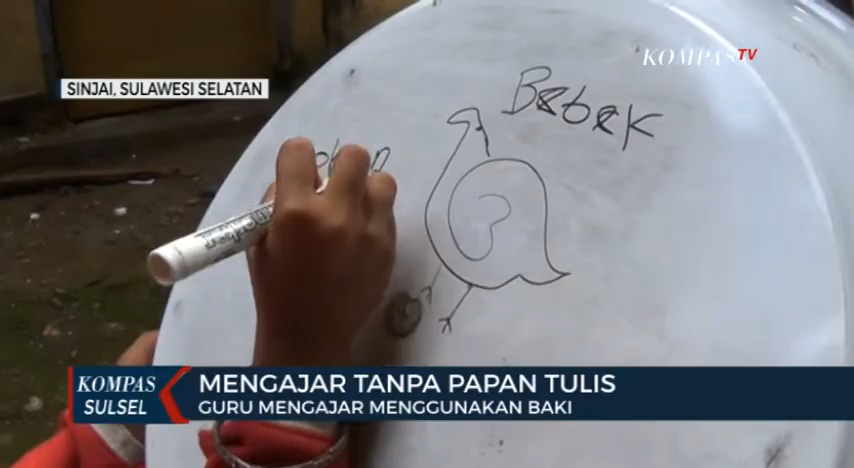 KOMPAS TV
SINJAI, SULAWESI SELATAN
Bebek
KOMPAS
SULSEL
MENGAJAR TANPA PAPAN TULIS
GURU MENGAJAR MENGGUNAKAN BAKI